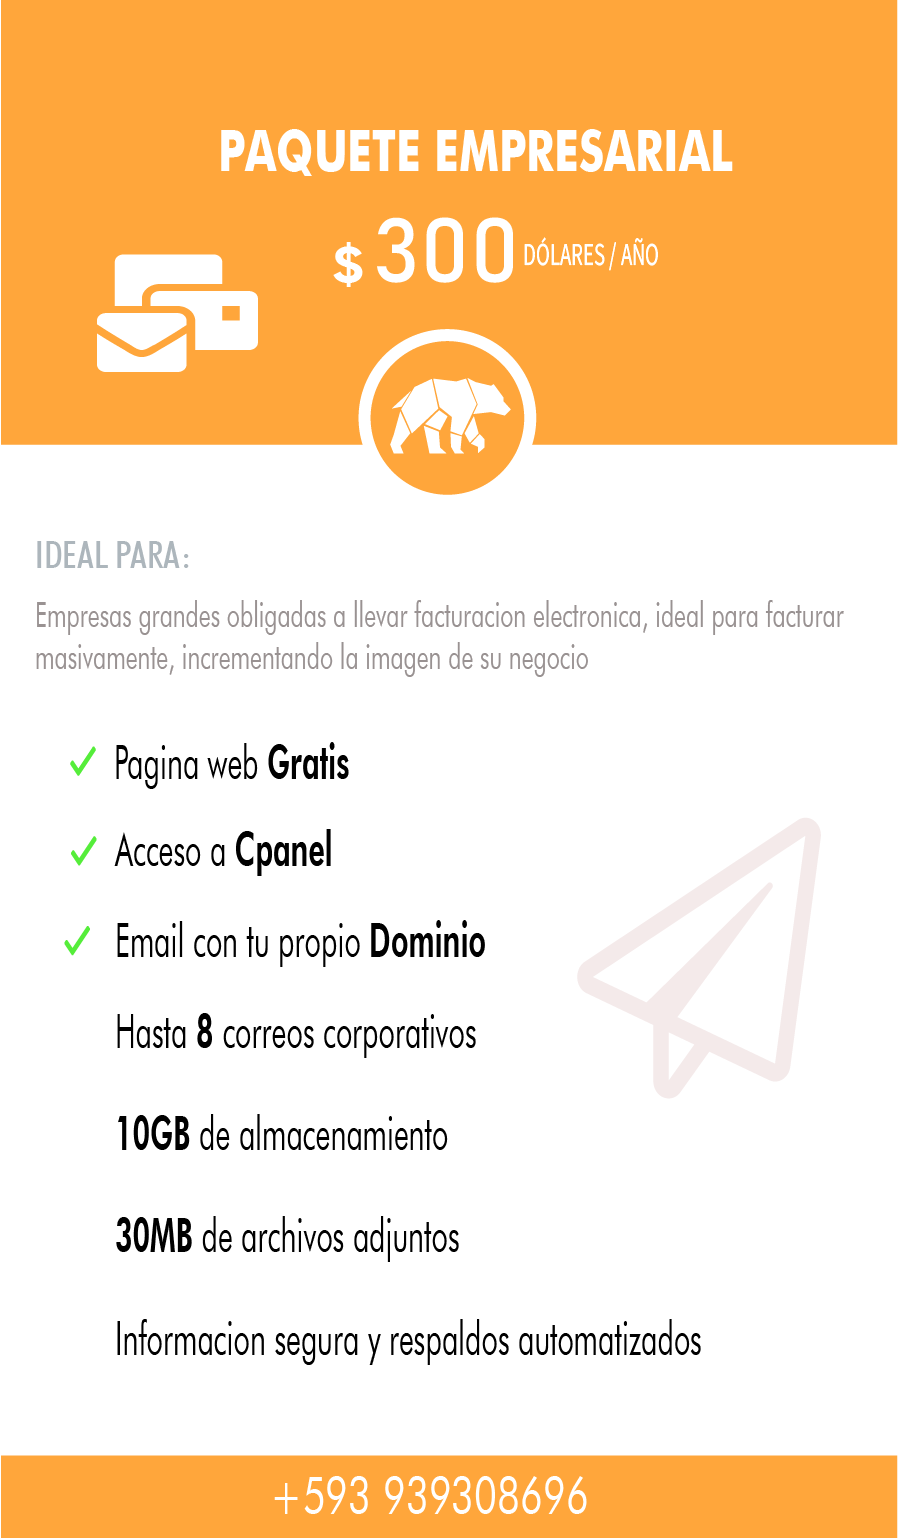 PAQUETE EMPRESARIAL
$ 300 DÓLARES / AÑO
IDEAL PARA:
Empresas grandes obligadas a llevar facturacion electronica, ideal para facturar
masivamente, incrementando la imagen de su negocio
Pagina web Gratis
Acceso a Cpanel
Email con tu propio Dominio
Hasta 8 correos corporativos
10GB de almacenamiento
30MB de archivos adjuntos
Informacion segura y respaldos automatizados
+593 939308696